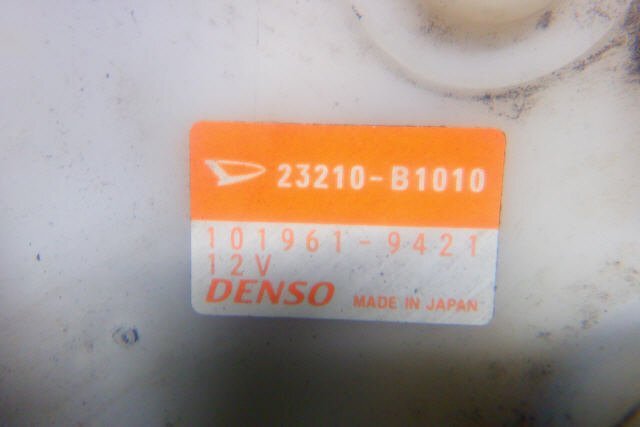 23210-B1010
101961-9421
12V
DENSO MADE IN JAPAN